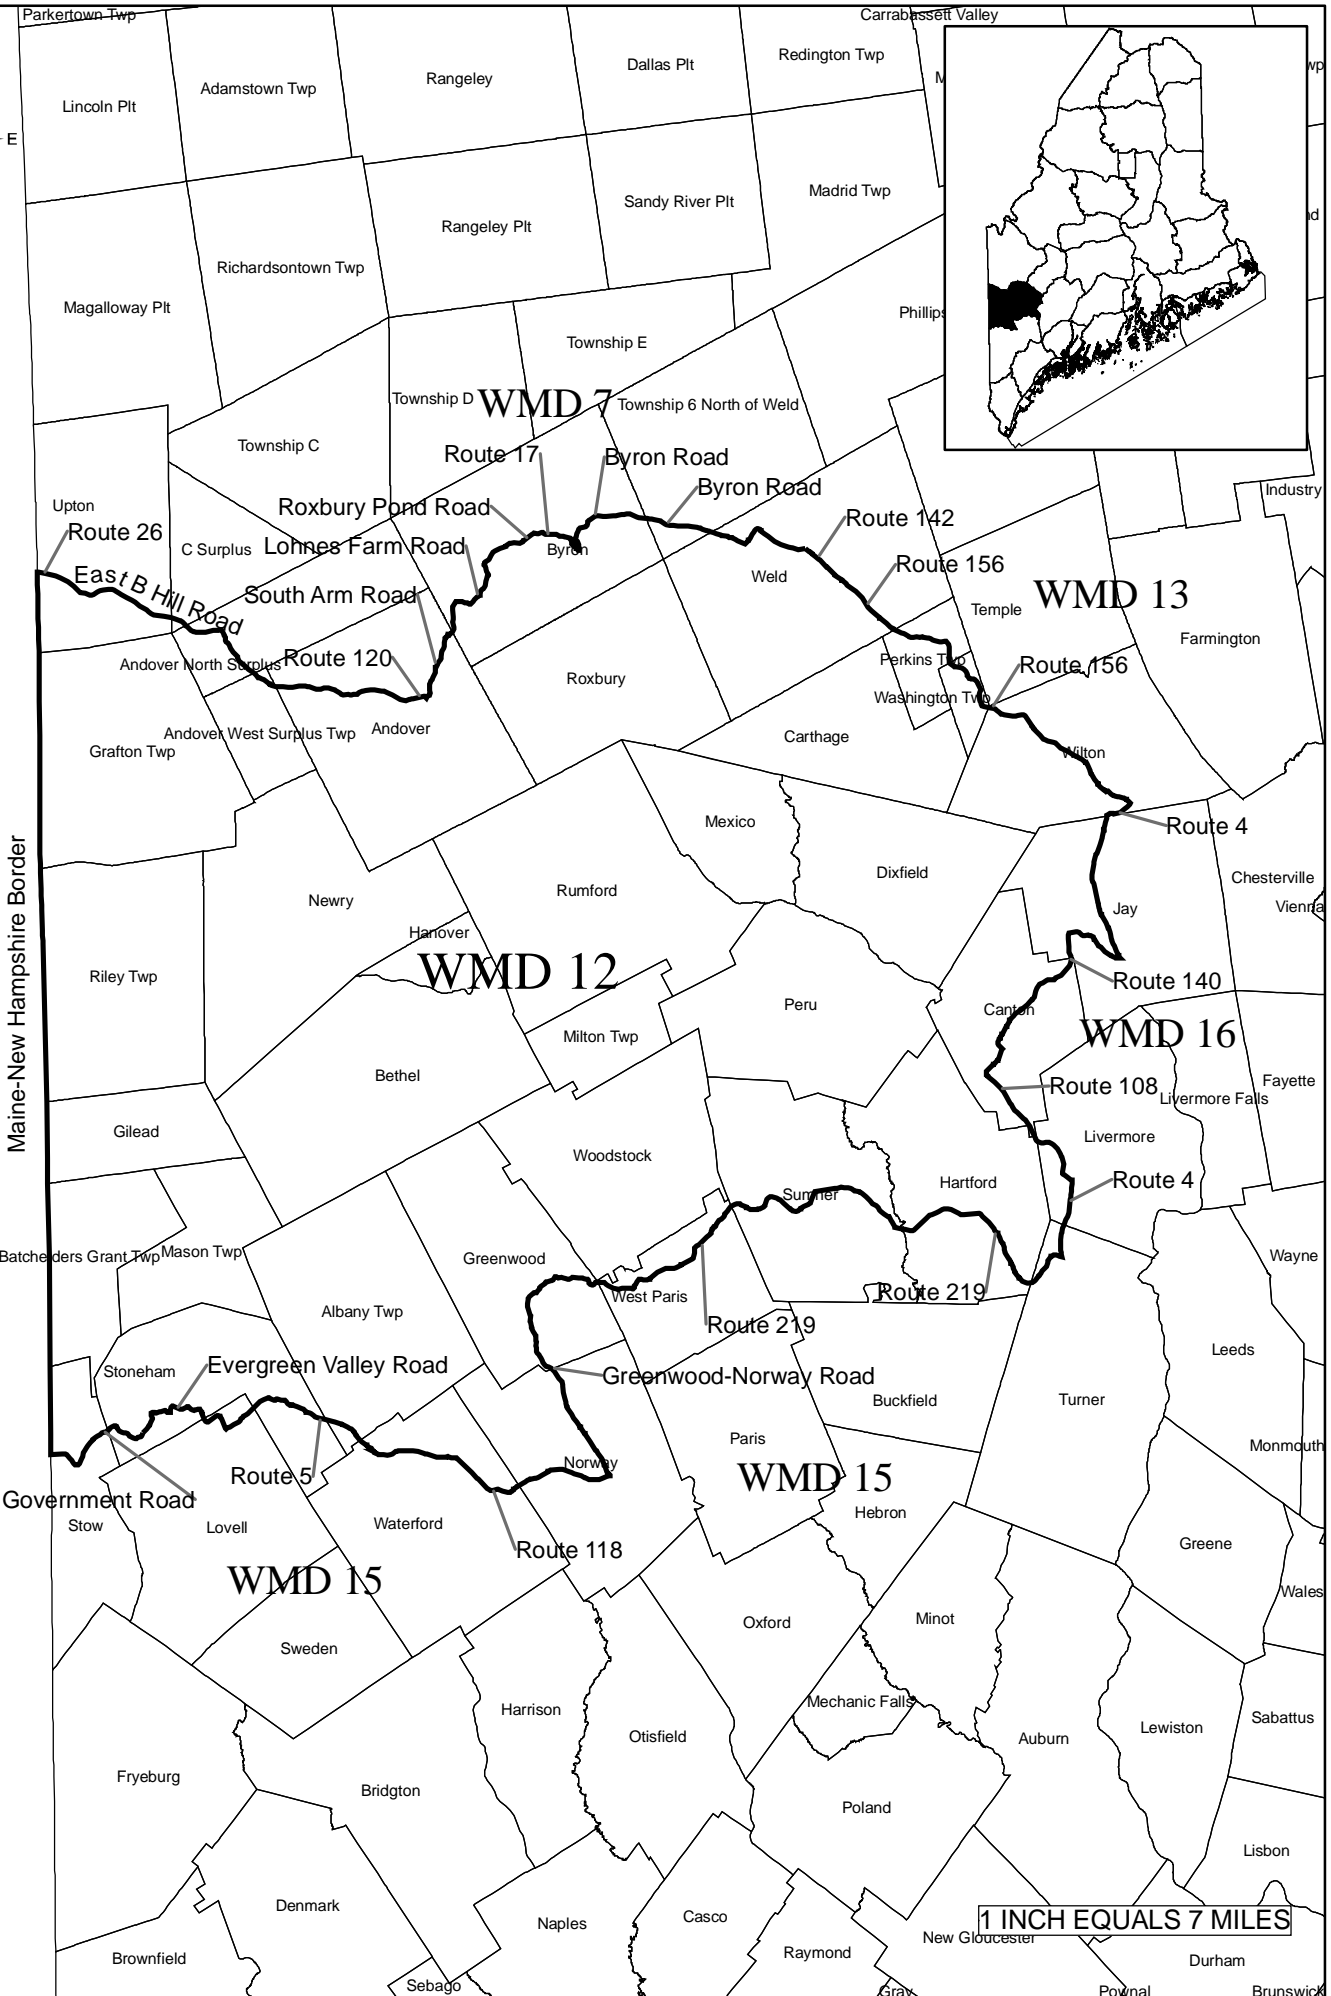 Parkertown Twp
Carrabassett Valley
Lincoln Plt
Adamstown Twp
Rangeley
Dallas Plt
Redington Twp
M
wp
E
Magalloway Plt
Richardsontown Twp
Rangeley Plt
Sandy River Plt
Madrid Twp
nd
Phillips
Township E
Township D
WMD 7
Township 6 North of Weld
Township C
Route 17
Byron Road
Byron Road
Industry
Upton
Route 26
Roxbury Pond Road
Route 142
C Surplus
Lohnes Farm Road
Byron
Route 156
East B Hill Road
South Arm Road
Weld
Temple
WMD 13
Farmington
Andover North Surplus
Route 120
Perkins Twp
Route 156
Roxbury
Washington Twp
Andover West Surplus Twp
Andover
Carthage
Grafton Twp
Wilton
Mexico
Route 4
Maine-New Hampshire Border
Newry
Rumford
Dixfield
Chesterville
Vienna
Jay
Hanover
WMD 12
Riley Twp
Route 140
Peru
Canton
WMD 16
Milton Twp
Bethel
Route 108
Livermore Falls
Fayette
Gilead
Livermore
Woodstock
Hartford
Route 4
Sumner
Batchelders Grant Twp
Mason Twp
Greenwood
Wayne
Route 219
West Paris
Albany Twp
Route 219
Stoneham
Evergreen Valley Road
Greenwood-Norway Road
Leeds
Buckfield
Turner
Paris
Monmouth
Norway
Route 5
WMD 15
Government Road
Stow
Lovell
Waterford
Hebron
Route 118
Greene
WMD 15
Wales
Sweden
Oxford
Minot
Harrison
Mechanic Falls
Otisfield
Auburn
Lewiston
Sabattus
Fryeburg
Bridgton
Poland
Lisbon
Denmark
Naples
Casco
1 INCH EQUALS 7 MILES
New Gloucester
Brownfield
Raymond
Durham
Sebago
Gray
Pownal
Brunswick